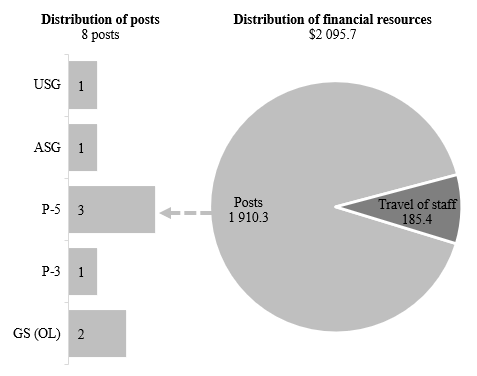 Distribution of posts
8 posts
Distribution of financial resources
$2 095.7
USG
1
ASG
1
P-5
3
P-3
1
GS (OL)
2
Posts
1 910.3
Travel of staff
185.4